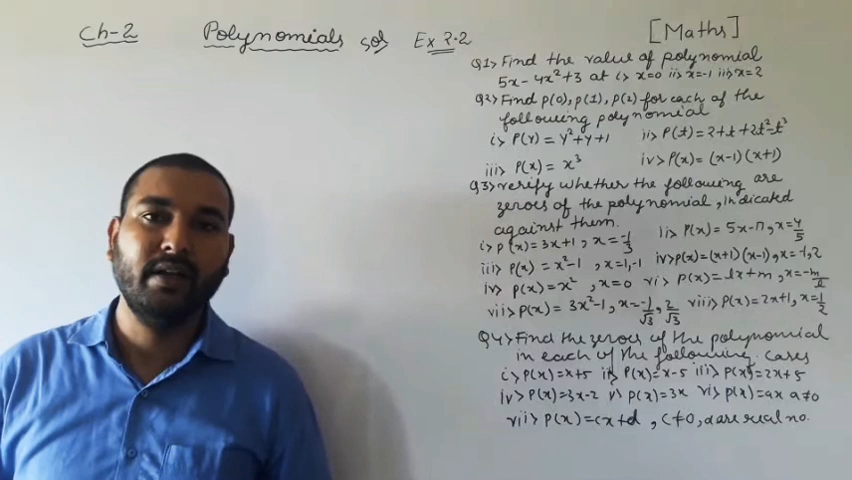 Ch-2 Polynomials sol Ex 2.2 [Maths]
Q1> Find the value of polynomial
5x - 4x²+3 at i> x=0 ii> x=-1 iii> x=2
Q2> Find p(0), p(1), p(2) for each of the
following polynomial
i> P(y) = y²+y+1 ii> P(t) = 2+t+2t²-t³
iii> P(x) = x³ iv> P(x) = (x-1)(x+1)
Q3> verify whether the following are
zeroes of the polynomial, indicated
against them.
i> p(x)=3x+1, x=-1/3 ii> P(x) = 5x-π, x=4/5
iii> P(x) = x²-1, x=1,-1 iv> P(x)=(x+1)(x-1), x=-1,2
iv> P(x) = x², x=0 vi> P(x)=lx+m, x=-m/l
vii> P(x) = 3x²-1, x=-1/√3, 2/√3 viii> P(x)=2x+1, x=1/2
Q4> Find the zeroes of the polynomial
in each of the following cases
i> P(x)=x+5 ii> P(x)=x-5 iii> P(x)=2x+5
iv> P(x)=3x-2 v> P(x)=3x vi> P(x)=ax a≠0
vii> P(x)=cx+d, c≠0, d are real no.